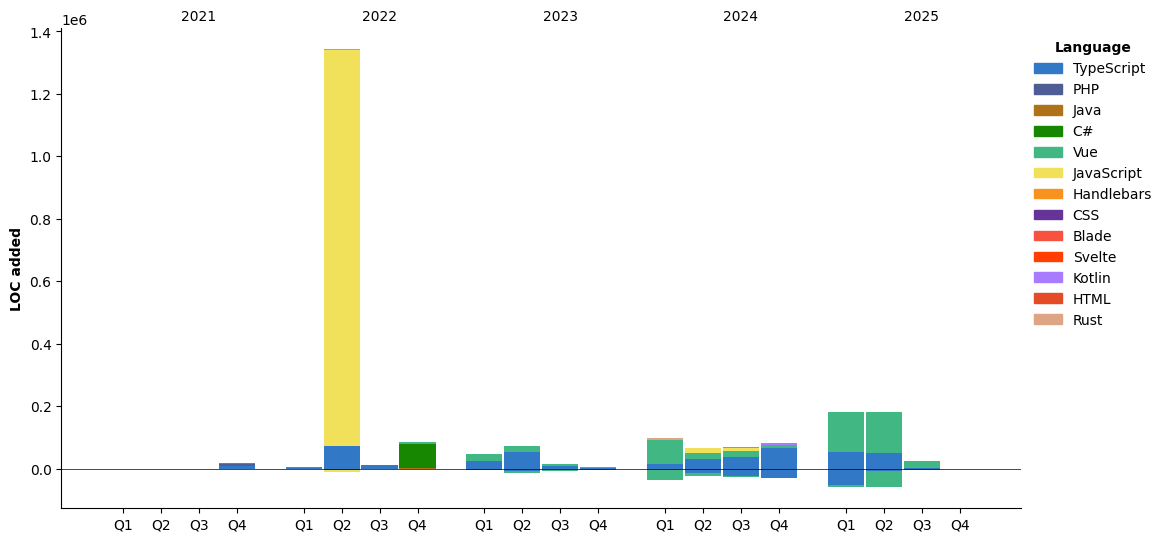 2021 2022 2023 2024 2025
1e6
1.4
1.2
1.0
0.8
0.6
0.4
0.2
0.0
LOC added
Q1 Q2 Q3 Q4 Q1 Q2 Q3 Q4 Q1 Q2 Q3 Q4 Q1 Q2 Q3 Q4 Q1 Q2 Q3 Q4
Language
TypeScript
PHP
Java
C#
Vue
JavaScript
Handlebars
CSS
Blade
Svelte
Kotlin
HTML
Rust